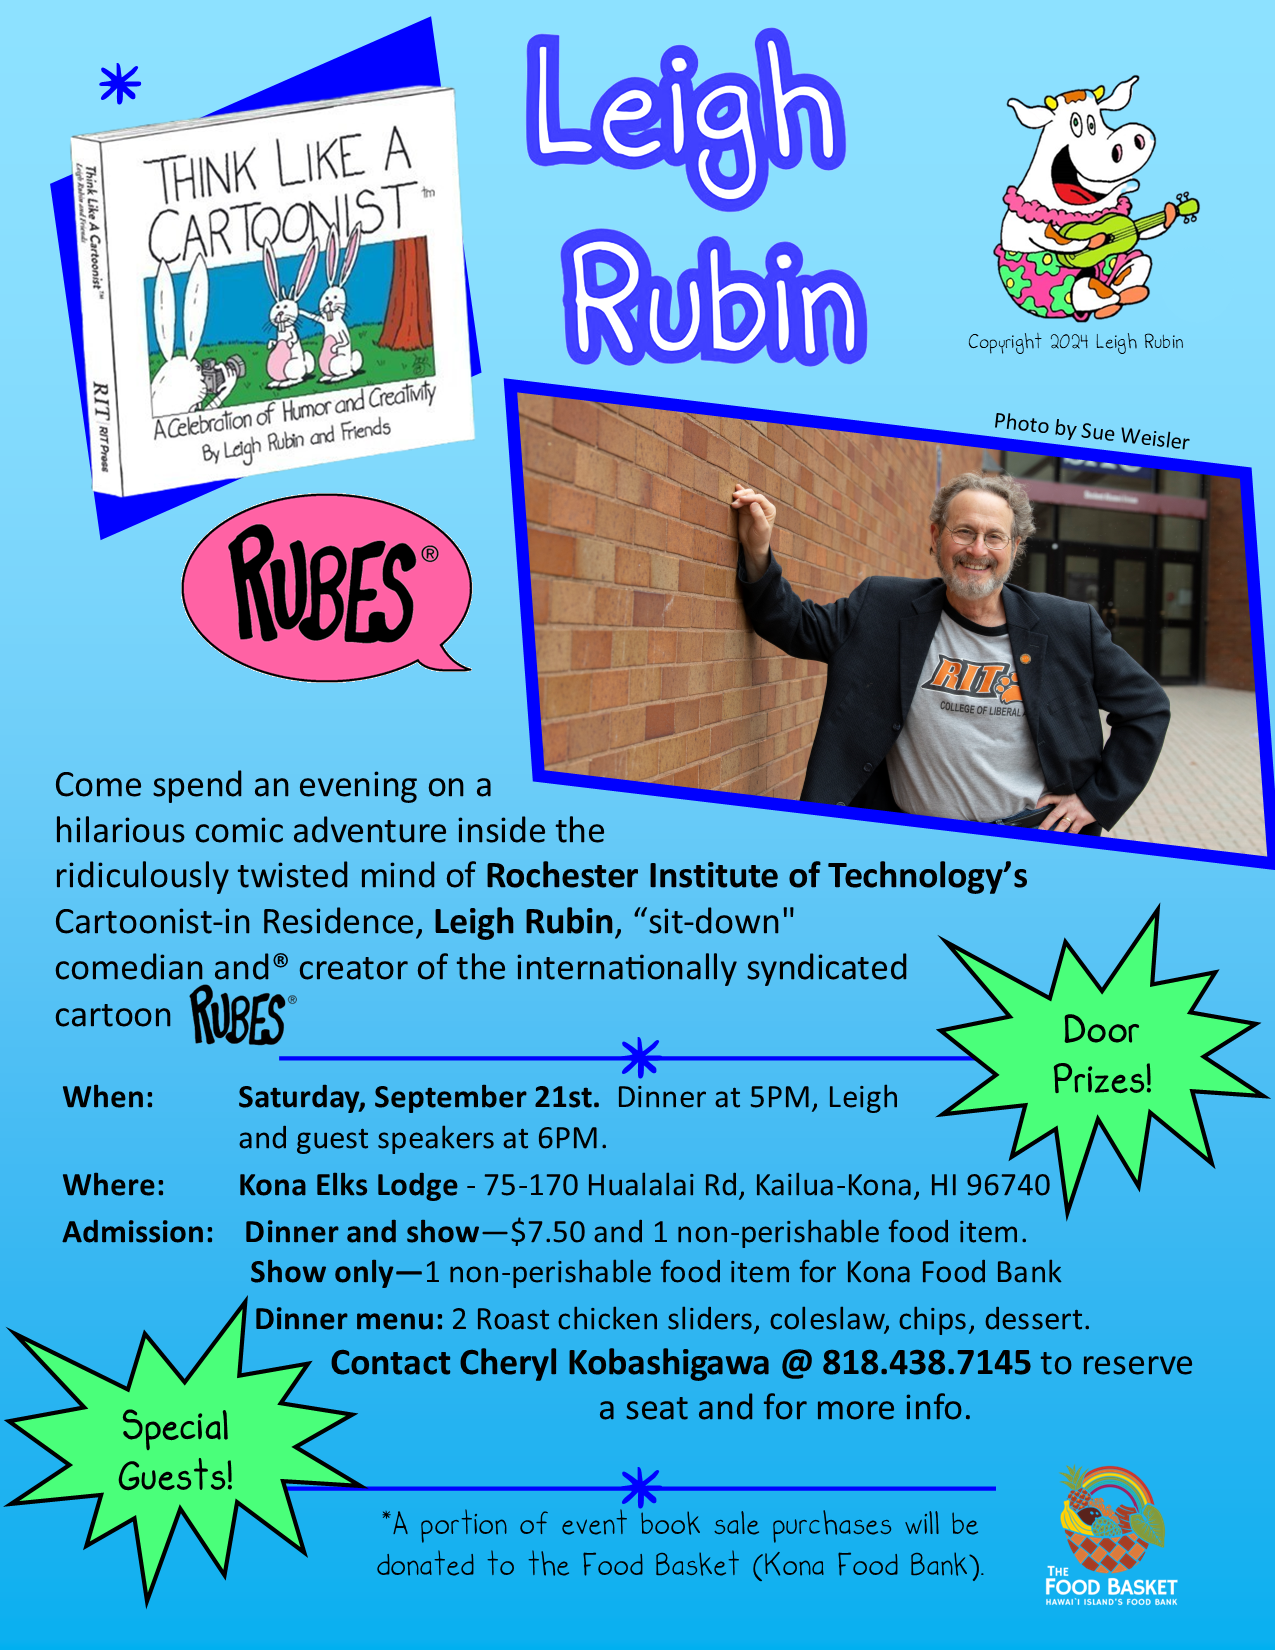 Leigh
Rubin
THINK LIKE A
CARTOONIST™
A Celebration of Humor and Creativity
By Leigh Rubin and Friends
Think Like A Cartoonist™
Leigh Rubin and Friends
RIT | RIT Press
Copyright 2024 Leigh Rubin
Photo by Sue Weisler
RUBES®
RIT
COLLEGE OF LIBERAL
Come spend an evening on a
hilarious comic adventure inside the
ridiculously twisted mind of Rochester Institute of Technology’s
Cartoonist-in Residence, Leigh Rubin, “sit-down"
comedian and® creator of the internationally syndicated
cartoon RUBES®
Door
Prizes!
When: Saturday, September 21st. Dinner at 5PM, Leigh
and guest speakers at 6PM.
Where: Kona Elks Lodge - 75-170 Hualalai Rd, Kailua-Kona, HI 96740
Admission: Dinner and show—$7.50 and 1 non-perishable food item.
Show only—1 non-perishable food item for Kona Food Bank
Dinner menu: 2 Roast chicken sliders, coleslaw, chips, dessert.
Contact Cheryl Kobashigawa @ 818.438.7145 to reserve
a seat and for more info.
Special
Guests!
*A portion of event book sale purchases will be
donated to the Food Basket (Kona Food Bank).
THE
FOOD BASKET
HAWAI`I ISLAND'S FOOD BANK